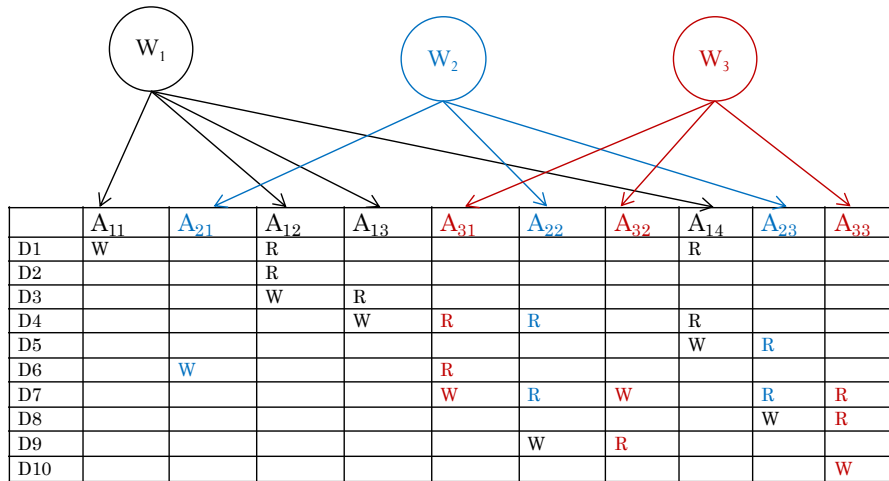 W1 W2 W3
A11 A21 A12 A13 A31 A22 A32 A14 A23 A33
D1 W R R
D2 R
D3 W R
D4 W R R R
D5 W R
D6 W R
D7 W R W R R
D8 W R
D9 W R
D10 W